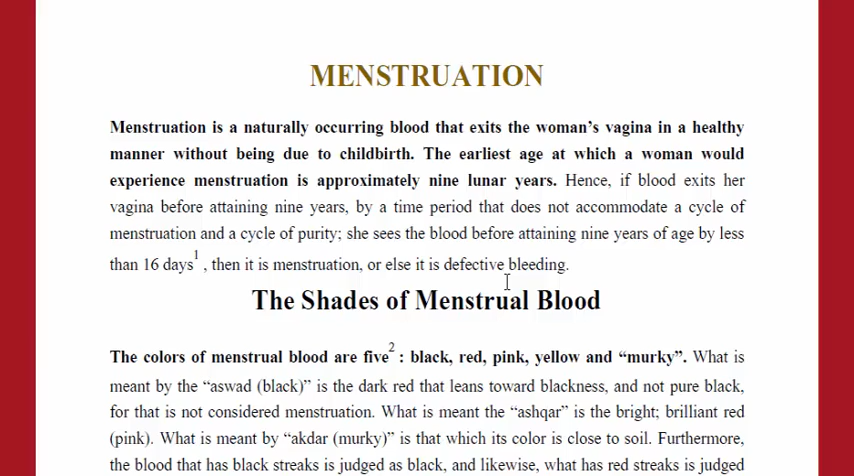 MENSTRUATION
Menstruation is a naturally occurring blood that exits the woman’s vagina in a healthy
manner without being due to childbirth. The earliest age at which a woman would
experience menstruation is approximately nine lunar years. Hence, if blood exits her
vagina before attaining nine years, by a time period that does not accommodate a cycle of
menstruation and a cycle of purity; she sees the blood before attaining nine years of age by less
than 16 days1 , then it is menstruation, or else it is defective bleeding.
The Shades of Menstrual Blood
The colors of menstrual blood are five2 : black, red, pink, yellow and “murky”. What is
meant by the “aswad (black)” is the dark red that leans toward blackness, and not pure black,
for that is not considered menstruation. What is meant the “ashqar” is the bright; brilliant red
(pink). What is meant by “akdar (murky)” is that which its color is close to soil. Furthermore,
the blood that has black streaks is judged as black, and likewise, what has red streaks is judged